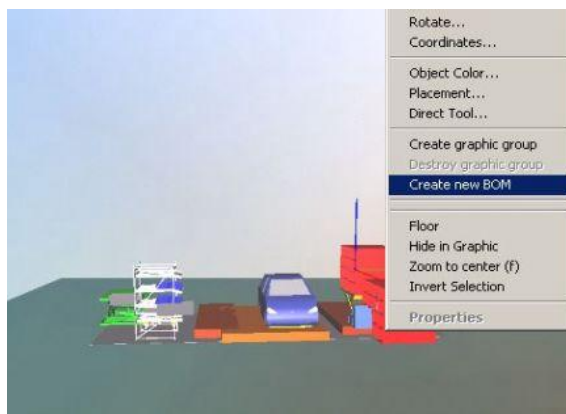 Rotate...
Coordinates...
Object Color...
Placement...
Direct Tool...
Create graphic group
Destroy graphic group
Create new BOM
Floor
Hide in Graphic
Zoom to center (f)
Invert Selection
Properties